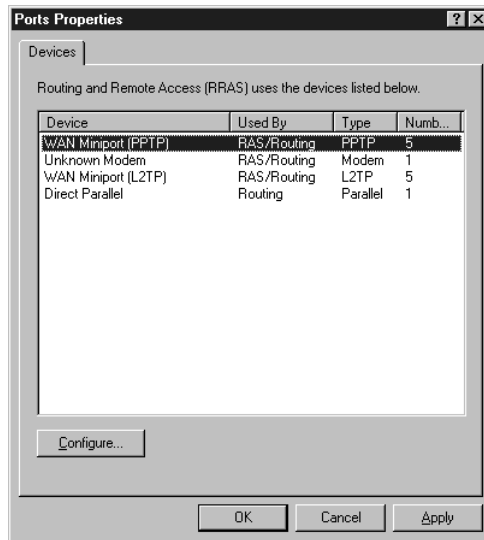 Ports Properties
Devices
Routing and Remote Access (RRAS) uses the devices listed below.
Device Used By Type Numb...
WAN Miniport (PPTP) RAS/Routing PPTP 5
Unknown Modem RAS/Routing Modem 1
WAN Miniport (L2TP) RAS/Routing L2TP 5
Direct Parallel Routing Parallel 1
Configure...
OK Cancel Apply